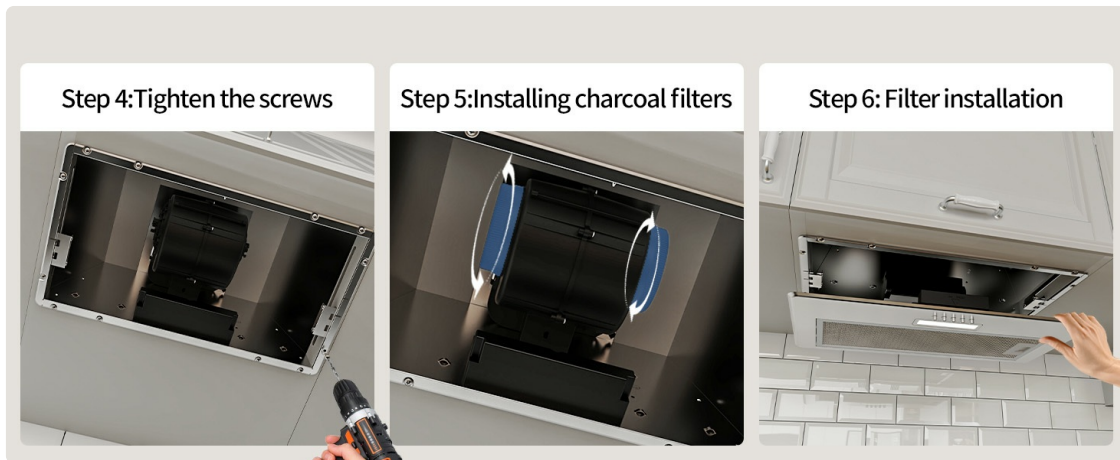 Step 4:Tighten the screws
Step 5:Installing charcoal filters
Step 6: Filter installation